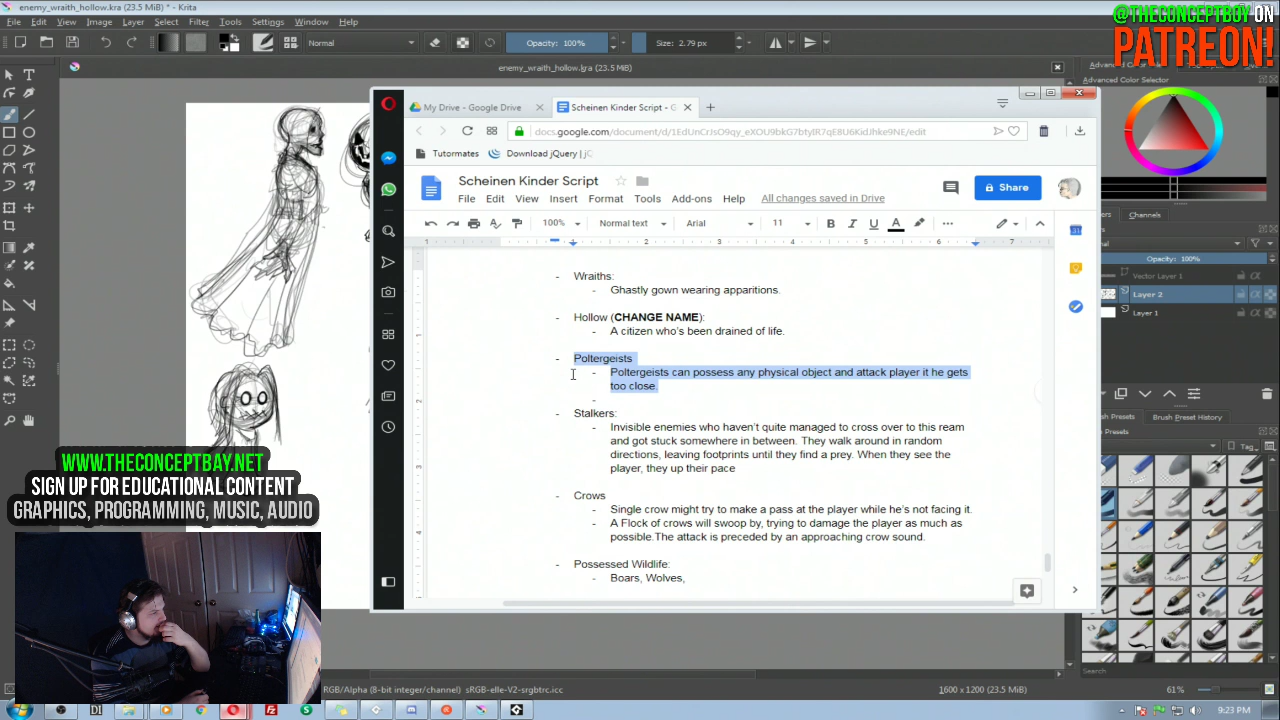 enemy_wraith_hollow.kra (23.5 MiB) * - Krita
File Edit View Image Layer Select Filter Tools Settings Window Help
Normal Opacity: 100% Size: 2.79 px
enemy_wraith_hollow.kra (23.5 MiB)
@THECONCEPTBOY ON
PATREON!
Advanced Color Selector
My Drive - Google Drive
Scheinen Kinder Script - G
Tutormates Download jQuery | jQ
Scheinen Kinder Script
File Edit View Insert Format Tools Add-ons Help All changes saved in Drive
Share
100% Normal text Arial 11
- Wraiths:
- Ghastly gown wearing apparitions.
- Hollow (CHANGE NAME):
- A citizen who's been drained of life.
- Poltergeists
- Poltergeists can possess any physical object and attack player it he gets
too close.
-
- Stalkers:
- Invisible enemies who haven't quite managed to cross over to this ream
and got stuck somewhere in between. They walk around in random
directions, leaving footprints until they find a prey. When they see the
player, they up their pace
- Crows
- Single crow might try to make a pass at the player while he's not facing it.
- A Flock of crows will swoop by, trying to damage the player as much as
possible.The attack is preceded by an approaching crow sound.
- Possessed Wildlife:
- Boars, Wolves,
Channels
Opacity: 100%
Vector Layer 1
Layer 2
Layer 1
Brush Preset History
Tag
Search
WWW.THECONCEPTBAY.NET
SIGN UP FOR EDUCATIONAL CONTENT
GRAPHICS, PROGRAMMING, MUSIC, AUDIO
RGB/Alpha (8-bit integer/channel) sRGB-elle-V2-srgbtrc.icc
1600 x 1200 (23.5 MiB)
61%
9:23 PM